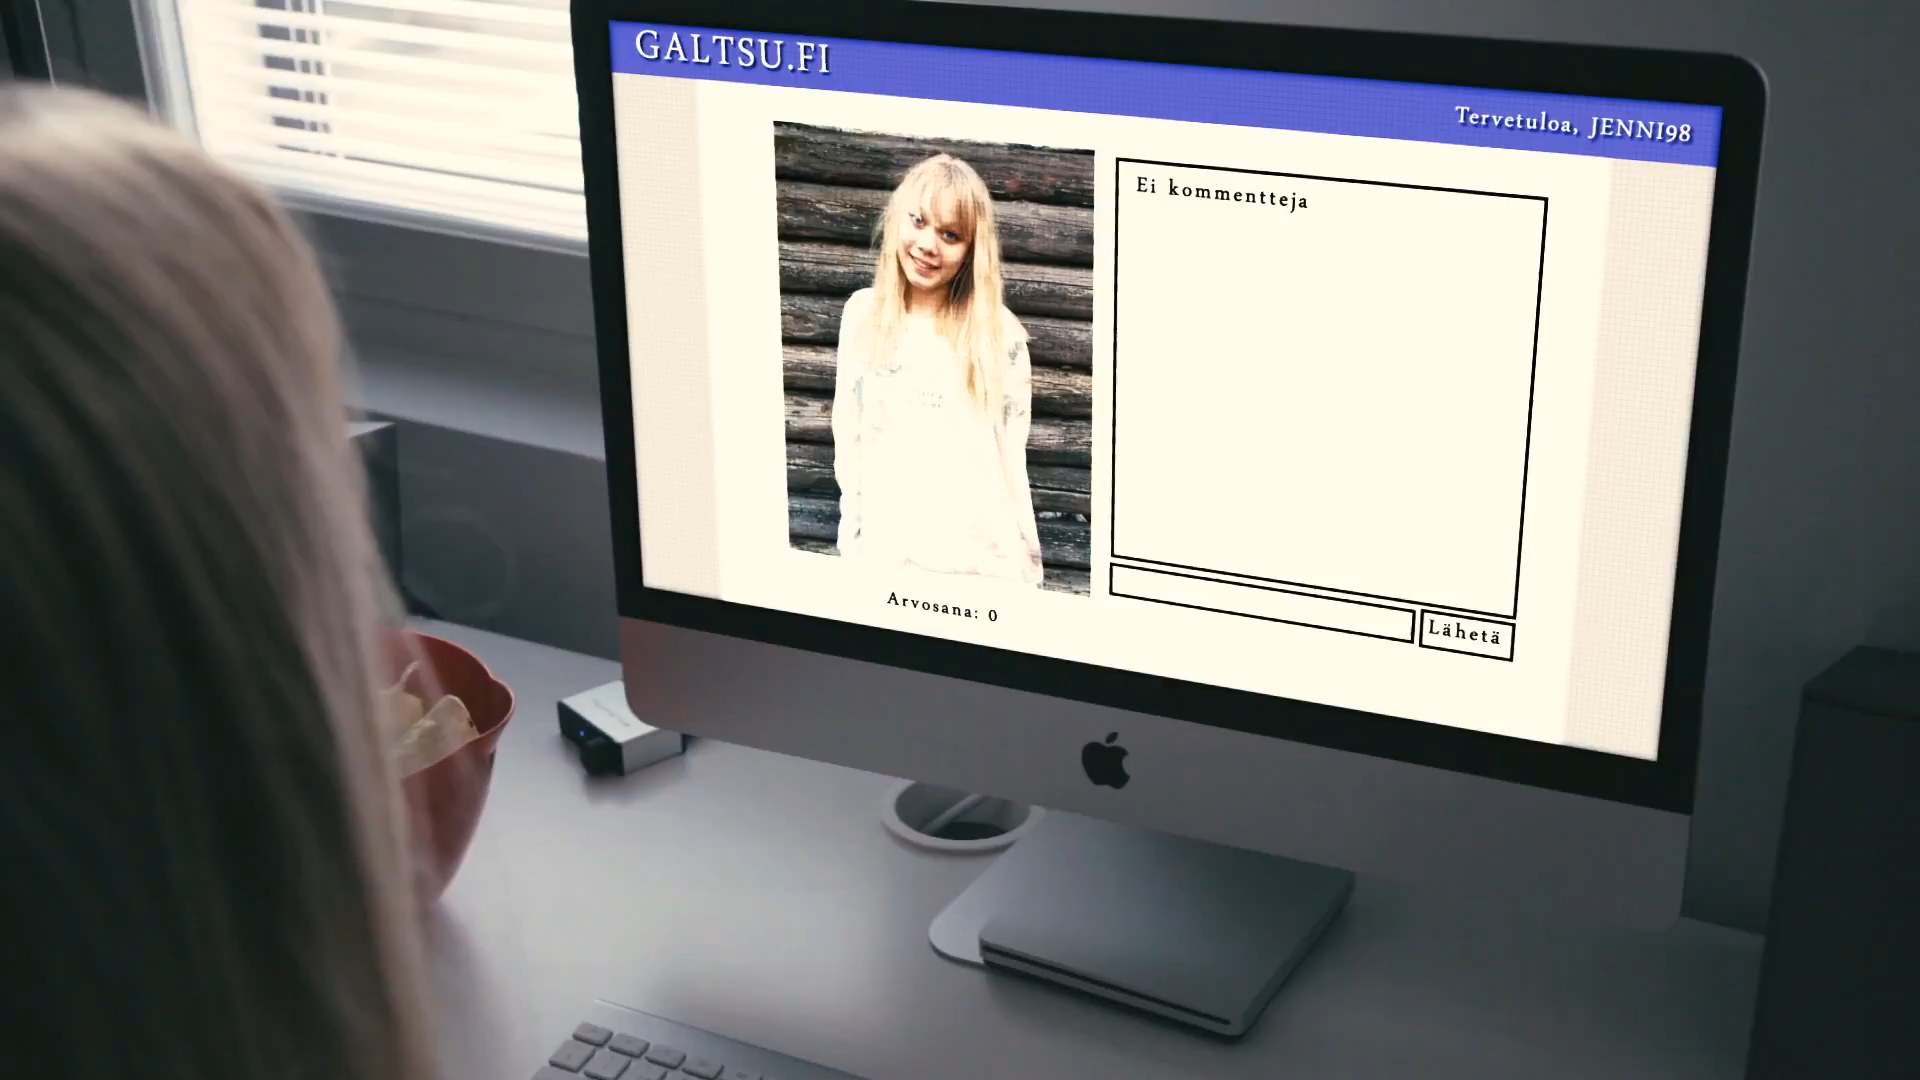 GALTSU.FI
Tervetuloa, JENNI98
Ei kommentteja
Arvosana: 0
Lähetä